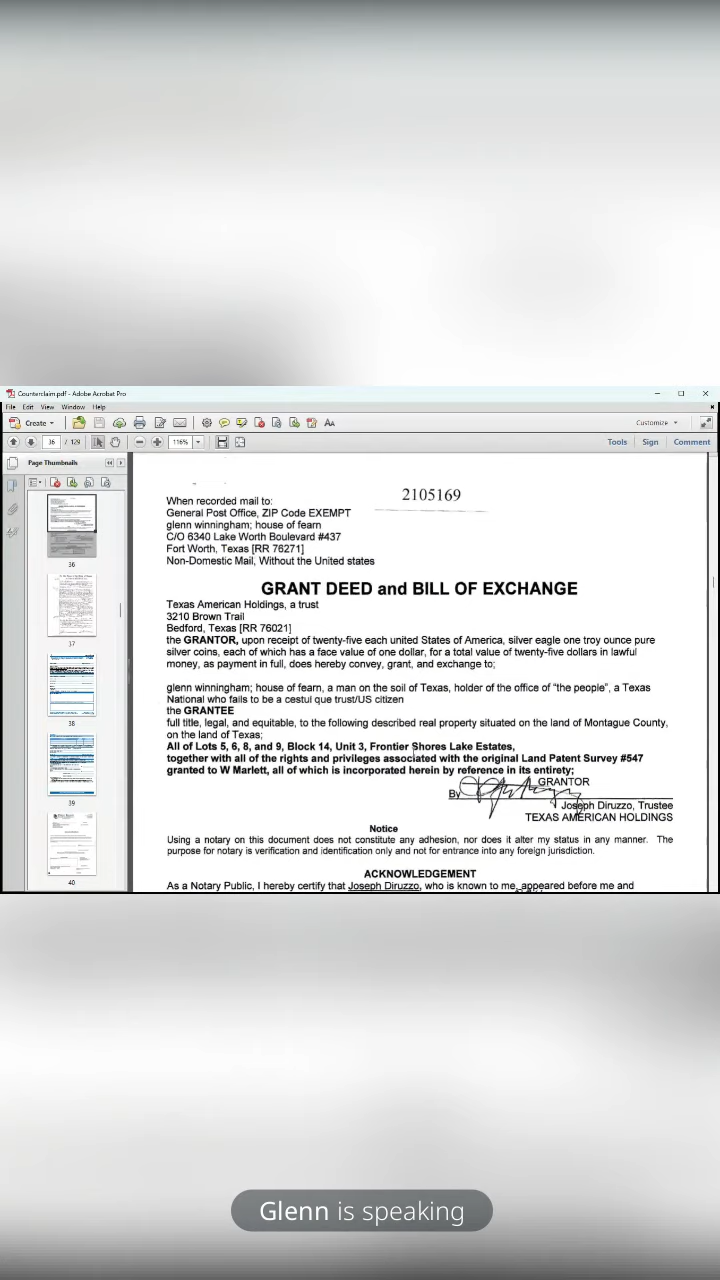 Counterclaim.pdf - Adobe Acrobat Pro
File Edit View Window Help
Create
Customize
36 / 129
116%
Tools Sign Comment
Page Thumbnails
36
37
38
39
40
2105169
When recorded mail to:
General Post Office, ZIP Code EXEMPT
glenn winningham; house of fearn
C/O 6340 Lake Worth Boulevard #437
Fort Worth, Texas [RR 76271]
Non-Domestic Mail, Without the United states
GRANT DEED and BILL OF EXCHANGE
Texas American Holdings, a trust
3210 Brown Trail
Bedford, Texas [RR 76021]
the GRANTOR, upon receipt of twenty-five each united States of America, silver eagle one troy ounce pure
silver coins, each of which has a face value of one dollar, for a total value of twenty-five dollars in lawful
money, as payment in full, does hereby convey, grant, and exchange to;
glenn winningham; house of fearn, a man on the soil of Texas, holder of the office of "the people", a Texas
National who fails to be a cestui que trust/US citizen
the GRANTEE
full title, legal, and equitable, to the following described real property situated on the land of Montague County,
on the land of Texas;
All of Lots 5, 6, 8, and 9, Block 14, Unit 3, Frontier Shores Lake Estates,
together with all of the rights and privileges associated with the original Land Patent Survey #547
granted to W Marlett, all of which is incorporated herein by reference in its entirety;
GRANTOR
By
Joseph Diruzzo, Trustee
TEXAS AMERICAN HOLDINGS
Notice
Using a notary on this document does not constitute any adhesion, nor does it alter my status in any manner. The
purpose for notary is verification and identification only and not for entrance into any foreign jurisdiction.
ACKNOWLEDGEMENT
As a Notary Public, I hereby certify that Joseph Diruzzo, who is known to me, appeared before me and
Glenn is speaking